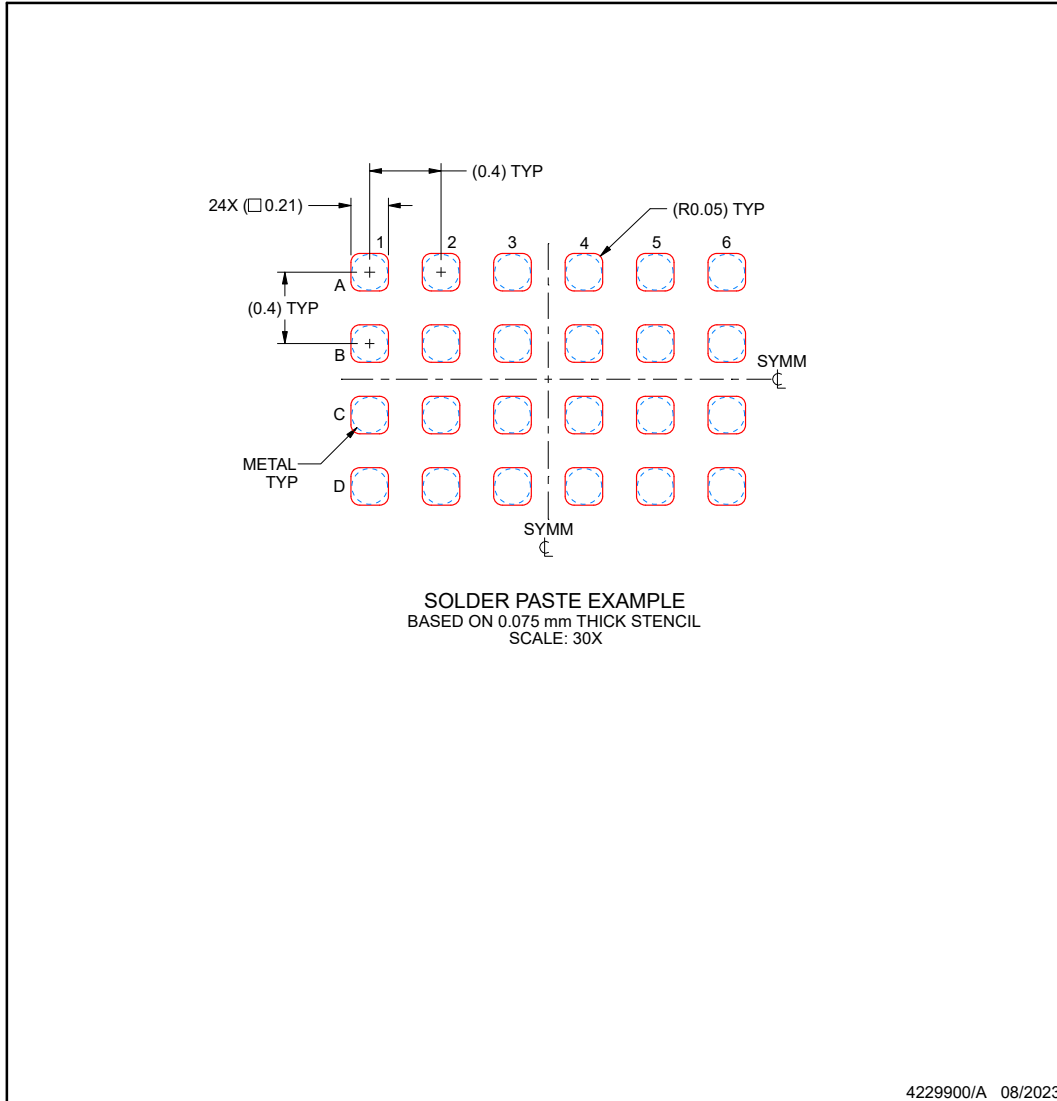 (0.4) TYP
24X (□ 0.21)
(R0.05) TYP
1 2 3 4 5 6
A
(0.4) TYP
B
SYMM
℄
C
METAL
TYP
D
SYMM
℄
SOLDER PASTE EXAMPLE
BASED ON 0.075 mm THICK STENCIL
SCALE: 30X
4229900/A 08/2023